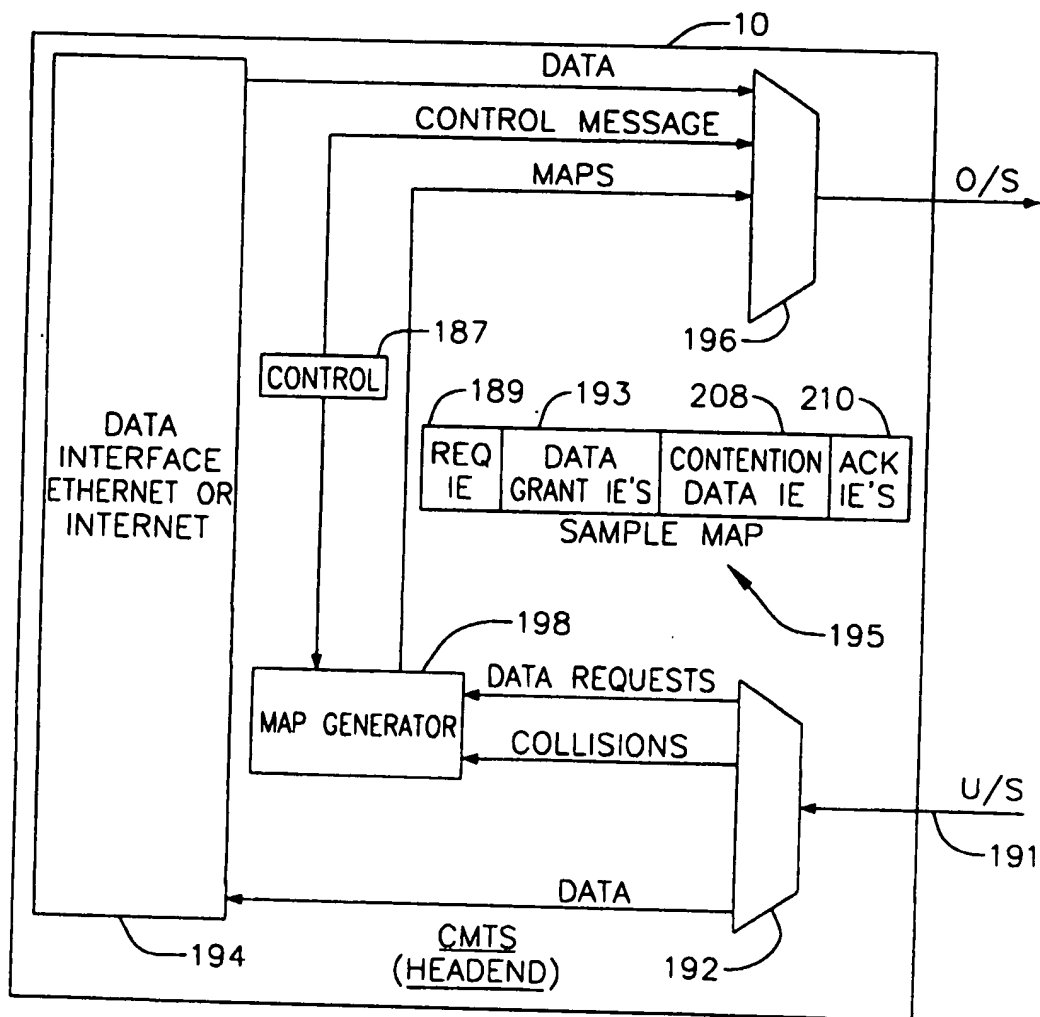 10
DATA
CONTROL MESSAGE
MAPS
O/S
196
187
CONTROL
189
193
208
210
REQ
IE
DATA
GRANT IE'S
CONTENTION
DATA IE
ACK
IE'S
SAMPLE MAP
195
DATA
INTERFACE
ETHERNET OR
INTERNET
198
MAP GENERATOR
DATA REQUESTS
COLLISIONS
U/S
191
DATA
192
194
CMTS
(HEADEND)